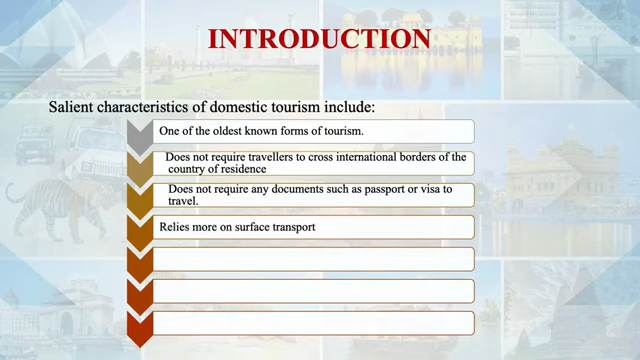 INTRODUCTION
Salient characteristics of domestic tourism include:
One of the oldest known forms of tourism.
Does not require travellers to cross international borders of the
country of residence
Does not require any documents such as passport or visa to
travel.
Relies more on surface transport